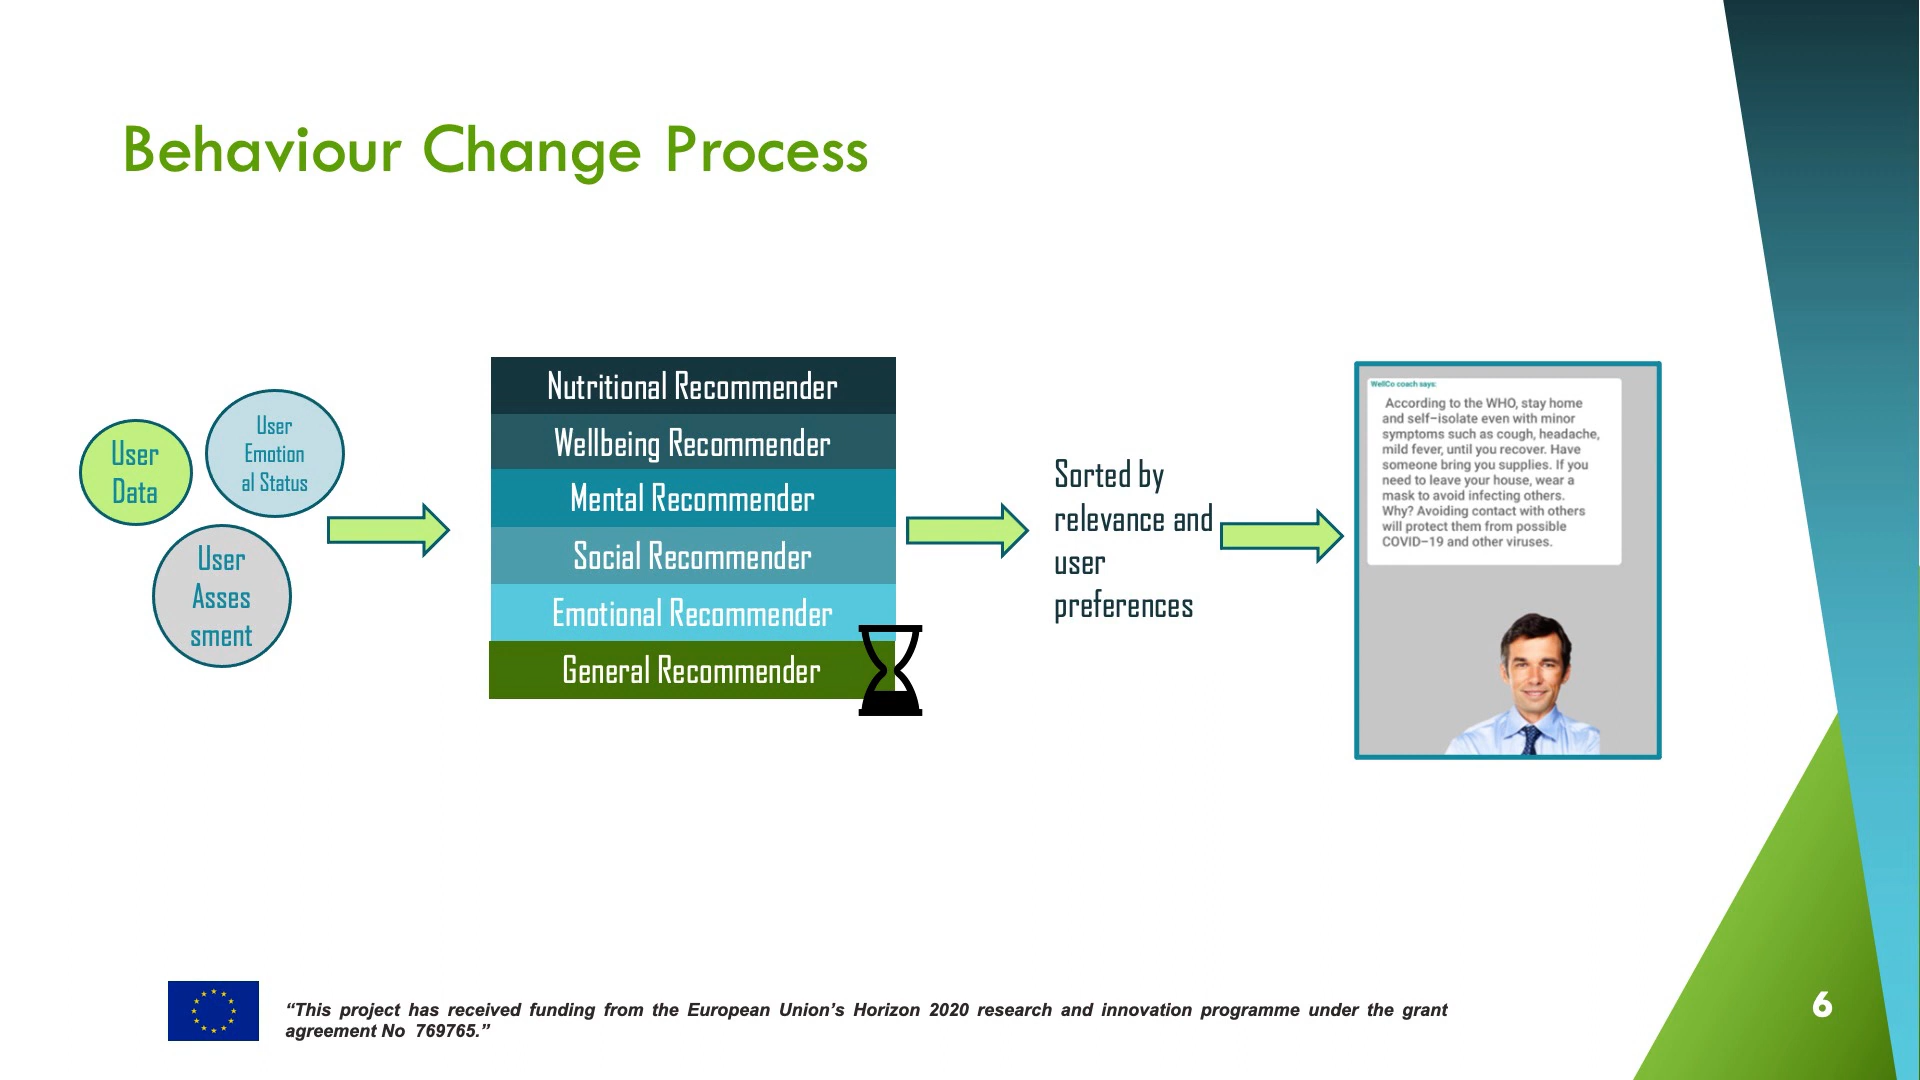 Behaviour Change Process
User
Data
User
Emotion
al Status
User
Asses
sment
Nutritional Recommender
Wellbeing Recommender
Mental Recommender
Social Recommender
Emotional Recommender
General Recommender
Sorted by
relevance and
user
preferences
WellCo coach says:
According to the WHO, stay home
and self-isolate even with minor
symptoms such as cough, headache,
mild fever, until you recover. Have
someone bring you supplies. If you
need to leave your house, wear a
mask to avoid infecting others.
Why? Avoiding contact with others
will protect them from possible
COVID-19 and other viruses.
“This project has received funding from the European Union’s Horizon 2020 research and innovation programme under the grant
agreement No 769765.”
6